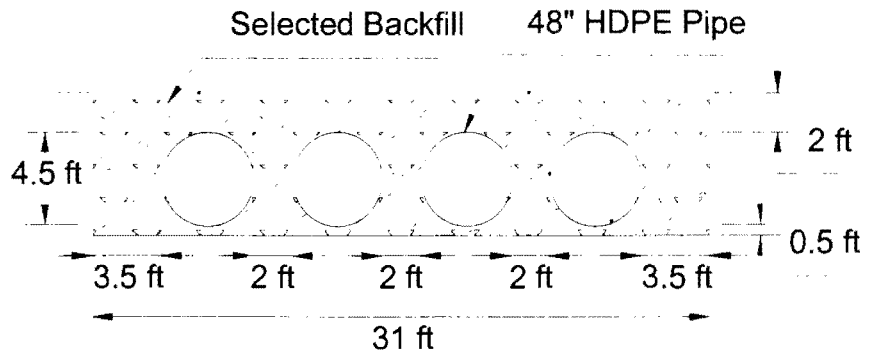 Selected Backfill 48" HDPE Pipe
4.5 ft
2 ft
0.5 ft
3.5 ft 2 ft 2 ft 2 ft 3.5 ft
31 ft